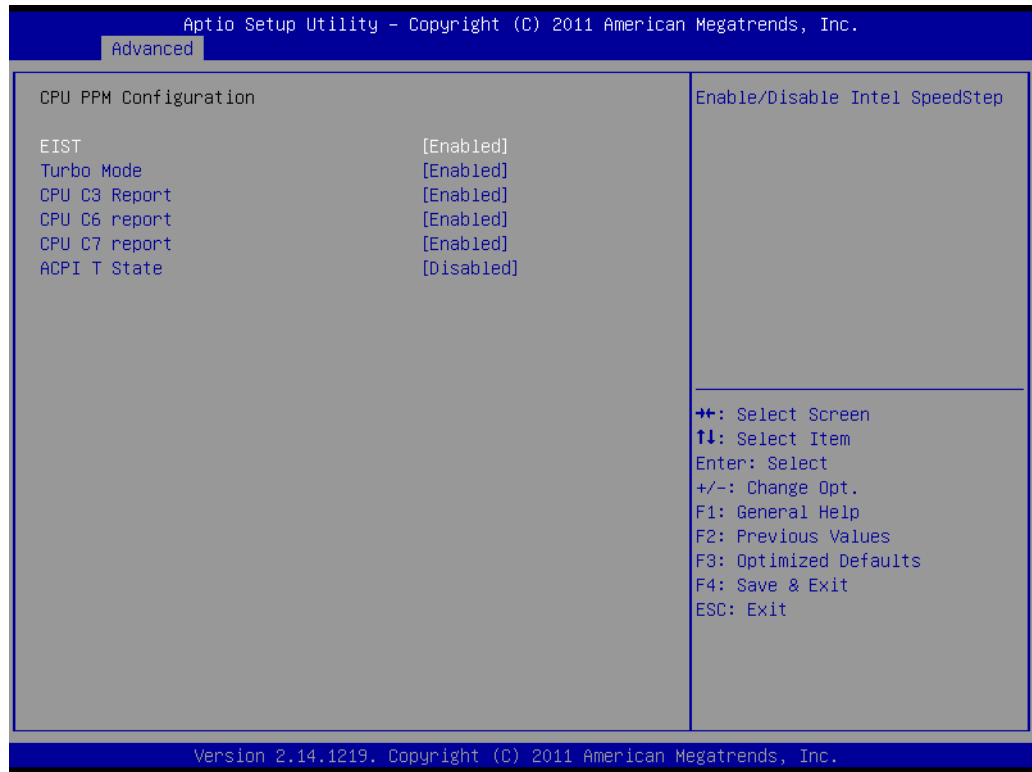 Aptio Setup Utility – Copyright (C) 2011 American Megatrends, Inc.
Advanced
CPU PPM Configuration
EIST [Enabled]
Turbo Mode [Enabled]
CPU C3 Report [Enabled]
CPU C6 report [Enabled]
CPU C7 report [Enabled]
ACPI T State [Disabled]
Enable/Disable Intel SpeedStep
→←: Select Screen
↑↓: Select Item
Enter: Select
+/-: Change Opt.
F1: General Help
F2: Previous Values
F3: Optimized Defaults
F4: Save & Exit
ESC: Exit
Version 2.14.1219. Copyright (C) 2011 American Megatrends, Inc.